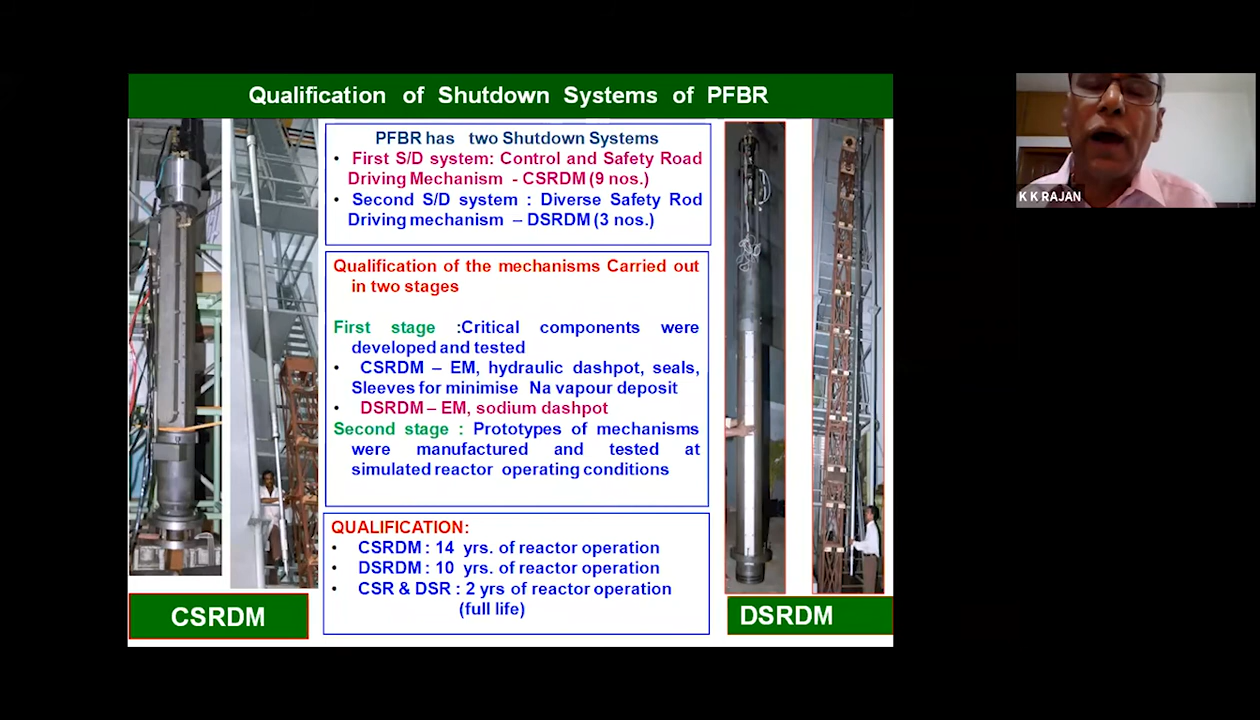 Qualification of Shutdown Systems of PFBR
PFBR has two Shutdown Systems
• First S/D system: Control and Safety Road
Driving Mechanism - CSRDM (9 nos.)
• Second S/D system : Diverse Safety Rod
Driving mechanism – DSRDM (3 nos.)
Qualification of the mechanisms Carried out
in two stages
First stage :Critical components were
developed and tested
• CSRDM – EM, hydraulic dashpot, seals,
Sleeves for minimise Na vapour deposit
• DSRDM – EM, sodium dashpot
Second stage : Prototypes of mechanisms
were manufactured and tested at
simulated reactor operating conditions
QUALIFICATION:
• CSRDM : 14 yrs. of reactor operation
• DSRDM : 10 yrs. of reactor operation
• CSR & DSR : 2 yrs of reactor operation
(full life)
CSRDM
DSRDM
K K RAJAN